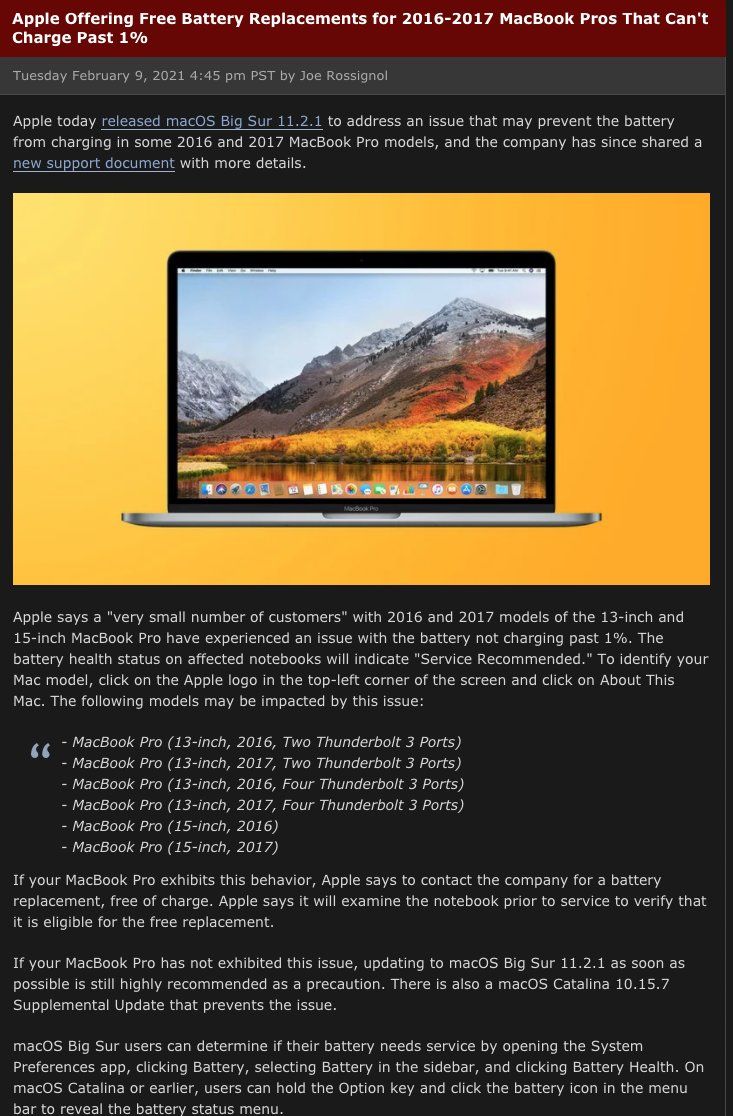 Apple Offering Free Battery Replacements for 2016-2017 MacBook Pros That Can't
Charge Past 1%
Tuesday February 9, 2021 4:45 pm PST by Joe Rossignol
Apple today released macOS Big Sur 11.2.1 to address an issue that may prevent the battery
from charging in some 2016 and 2017 MacBook Pro models, and the company has since shared a
new support document with more details.
Finder File Edit View Go Window Help
MacBook Pro
Apple says a "very small number of customers" with 2016 and 2017 models of the 13-inch and
15-inch MacBook Pro have experienced an issue with the battery not charging past 1%. The
battery health status on affected notebooks will indicate "Service Recommended." To identify your
Mac model, click on the Apple logo in the top-left corner of the screen and click on About This
Mac. The following models may be impacted by this issue:
“
- MacBook Pro (13-inch, 2016, Two Thunderbolt 3 Ports)
- MacBook Pro (13-inch, 2017, Two Thunderbolt 3 Ports)
- MacBook Pro (13-inch, 2016, Four Thunderbolt 3 Ports)
- MacBook Pro (13-inch, 2017, Four Thunderbolt 3 Ports)
- MacBook Pro (15-inch, 2016)
- MacBook Pro (15-inch, 2017)
If your MacBook Pro exhibits this behavior, Apple says to contact the company for a battery
replacement, free of charge. Apple says it will examine the notebook prior to service to verify that
it is eligible for the free replacement.
If your MacBook Pro has not exhibited this issue, updating to macOS Big Sur 11.2.1 as soon as
possible is still highly recommended as a precaution. There is also a macOS Catalina 10.15.7
Supplemental Update that prevents the issue.
macOS Big Sur users can determine if their battery needs service by opening the System
Preferences app, clicking Battery, selecting Battery in the sidebar, and clicking Battery Health. On
macOS Catalina or earlier, users can hold the Option key and click the battery icon in the menu
bar to reveal the battery status menu.